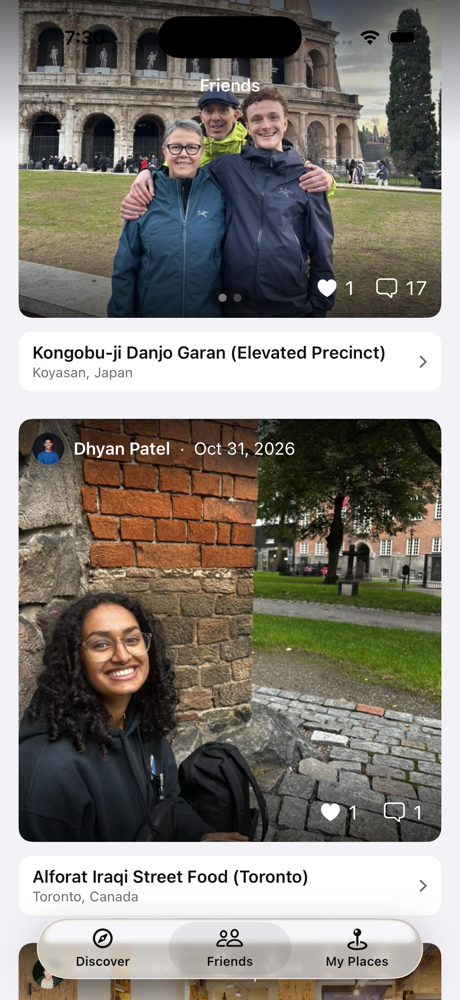 7:30
Friends
1 17
Kongobu-ji Danjo Garan (Elevated Precinct)
Koyasan, Japan
Dhyan Patel · Oct 31, 2026
1 1
Alforat Iraqi Street Food (Toronto)
Toronto, Canada
Discover Friends My Places